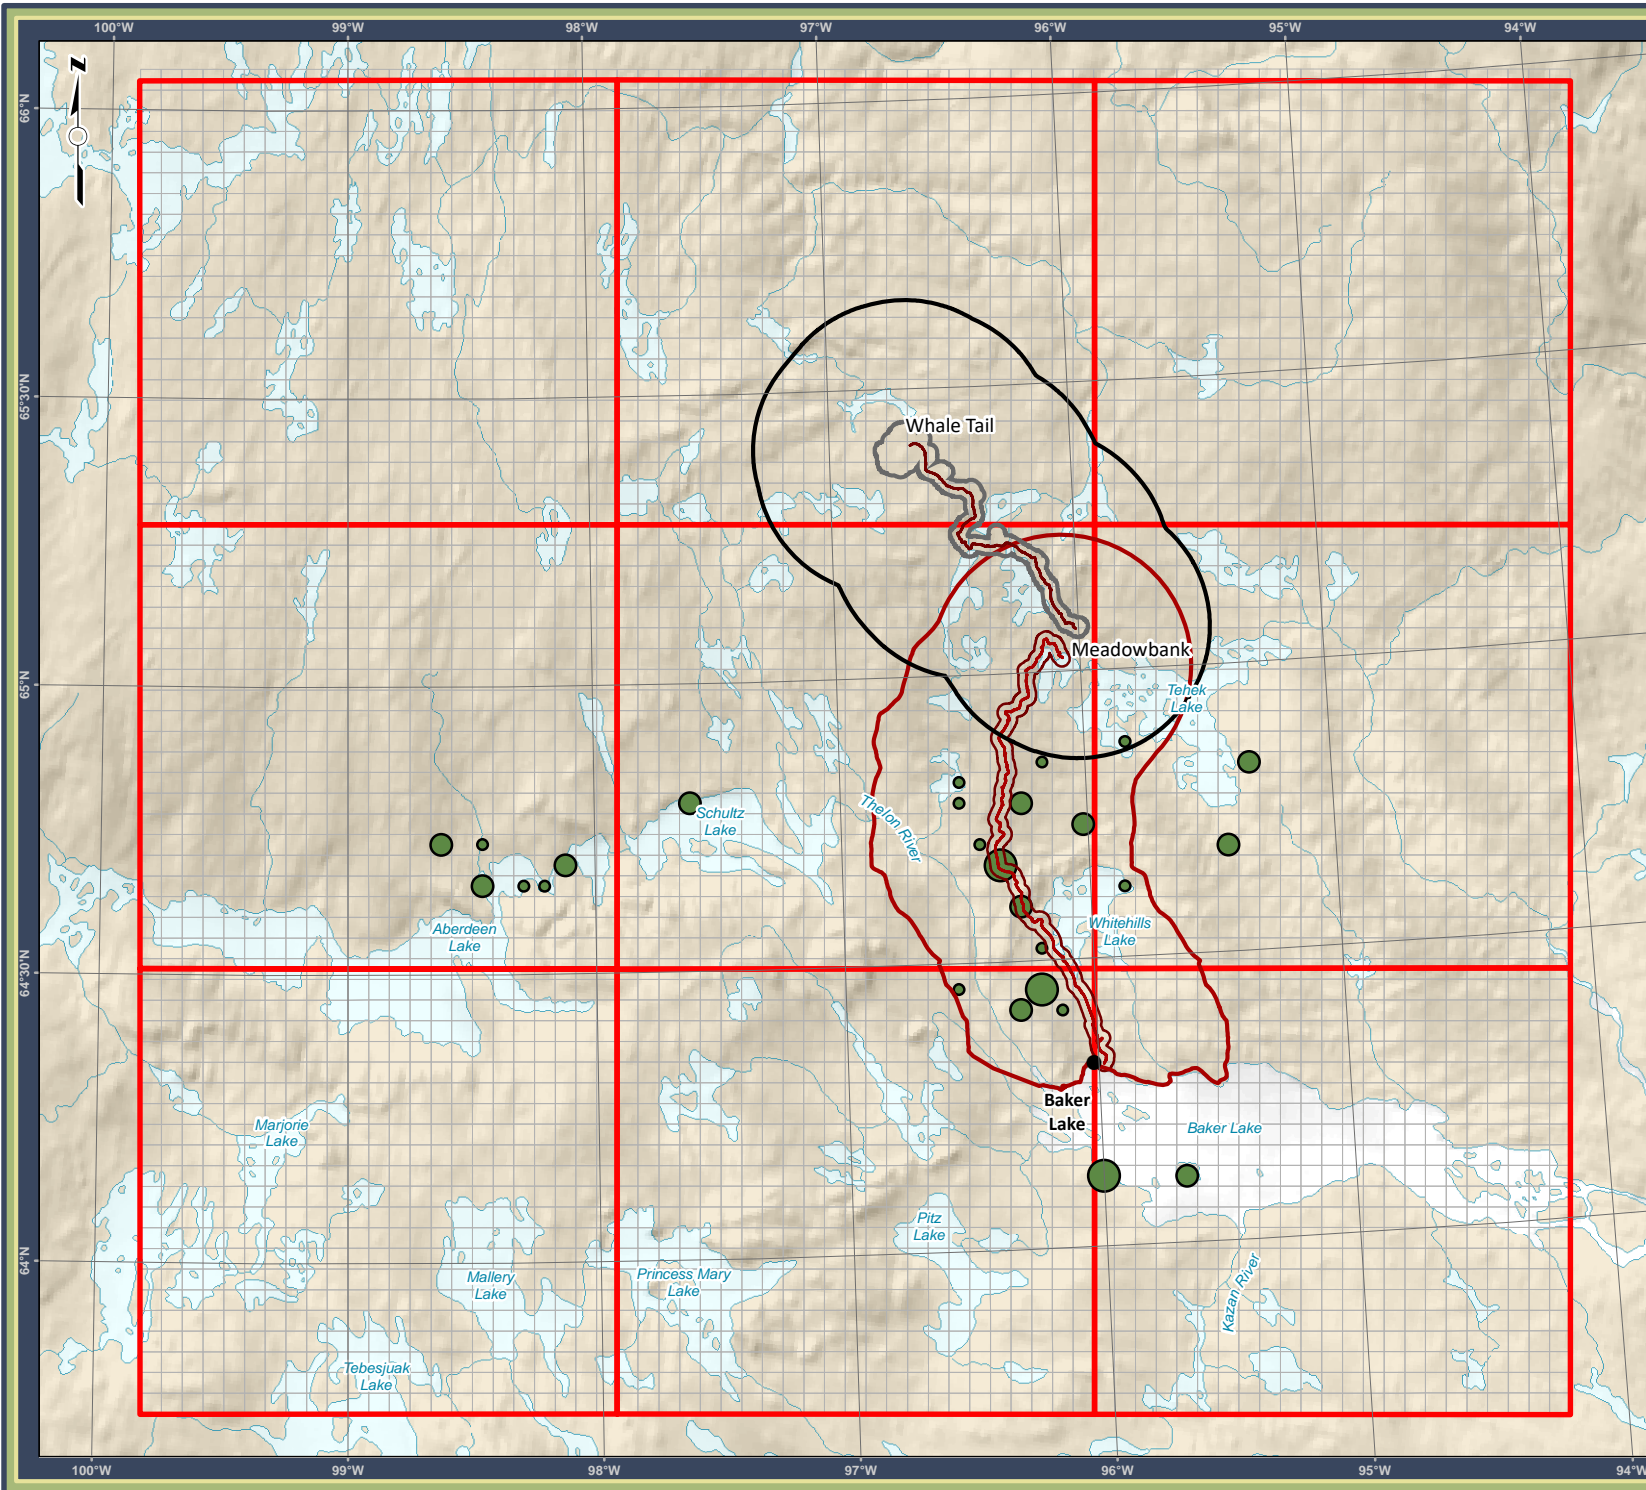 100°W 99°W 98°W 97°W 96°W 95°W 94°W
N
66°N
65°30'N
Whale Tail
65°N
Meadowbank
Tehek
Lake
Schultz
Lake
Thelon River
Aberdeen
Lake
Whitehills
Lake
64°30'N
Baker
Lake
Baker Lake
Marjorie
Lake
Pitz
Lake
64°N
Mallery
Lake
Princess Mary
Lake
Kazan River
Tebesjuak
Lake
100°W 99°W 98°W 97°W 96°W 95°W 94°W